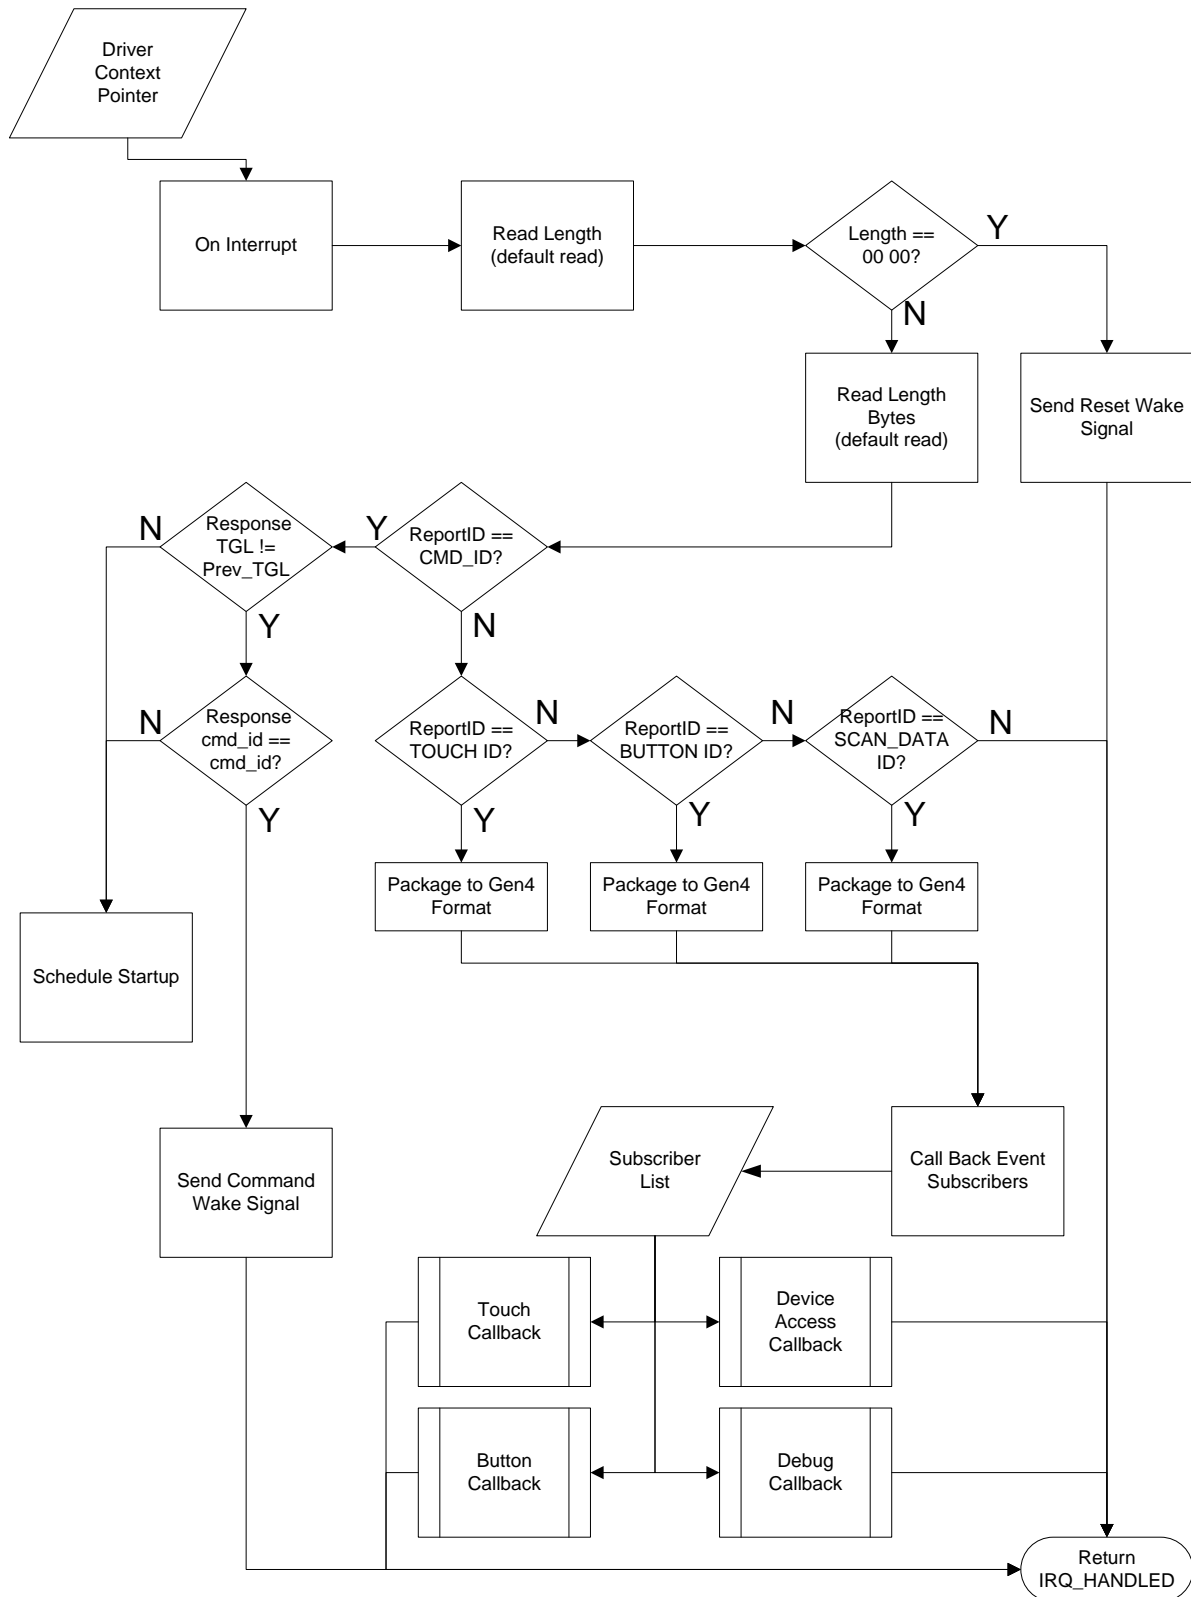 Driver
Context
Pointer
On Interrupt
Read Length
(default read)
Length ==
00 00?
Y
N
Read Length
Bytes
(default read)
Send Reset Wake
Signal
N
Response
TGL !=
Prev_TGL
Y
ReportID ==
CMD_ID?
Y
N
N
Response
cmd_id ==
cmd_id?
Y
ReportID ==
TOUCH ID?
N
Y
ReportID ==
BUTTON ID?
N
Y
ReportID ==
SCAN_DATA
ID?
N
Y
Package to Gen4
Format
Package to Gen4
Format
Package to Gen4
Format
Schedule Startup
Send Command
Wake Signal
Subscriber
List
Call Back Event
Subscribers
Touch
Callback
Device
Access
Callback
Button
Callback
Debug
Callback
Return
IRQ_HANDLED